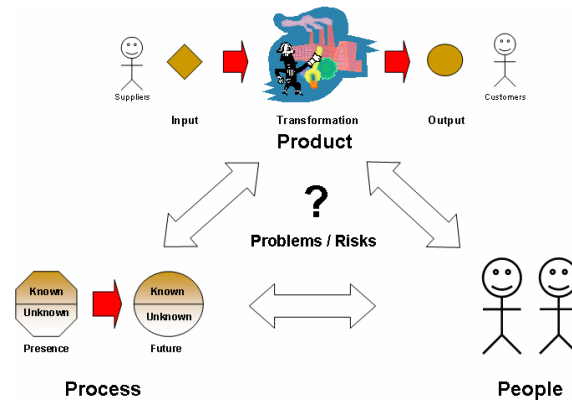 Suppliers
Customers
Input
Transformation
Output
Product
?
Problems / Risks
Known
Unknown
Known
Unknown
Presence
Future
Process
People